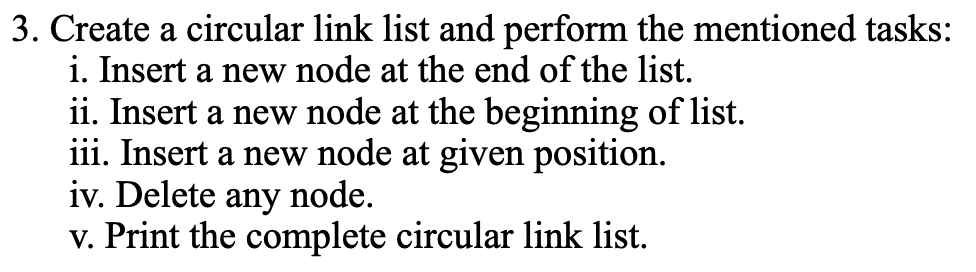 3. Create a circular link list and perform the mentioned tasks:
i. Insert a new node at the end of the list.
ii. Insert a new node at the beginning of list.
iii. Insert a new node at given position.
iv. Delete any node.
v. Print the complete circular link list.